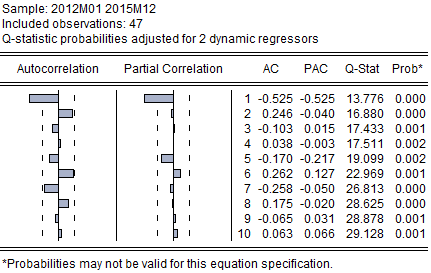 Sample: 2012M01 2015M12
Included observations: 47
Q-statistic probabilities adjusted for 2 dynamic regressors
Autocorrelation Partial Correlation AC PAC Q-Stat Prob*
1 -0.525 -0.525 13.776 0.000
2 0.246 -0.040 16.880 0.000
3 -0.103 0.015 17.433 0.001
4 0.038 -0.003 17.511 0.002
5 -0.170 -0.217 19.099 0.002
6 0.262 0.127 22.969 0.001
7 -0.258 -0.050 26.813 0.000
8 0.175 -0.020 28.625 0.000
9 -0.065 0.031 28.878 0.001
10 0.063 0.066 29.128 0.001
*Probabilities may not be valid for this equation specification.